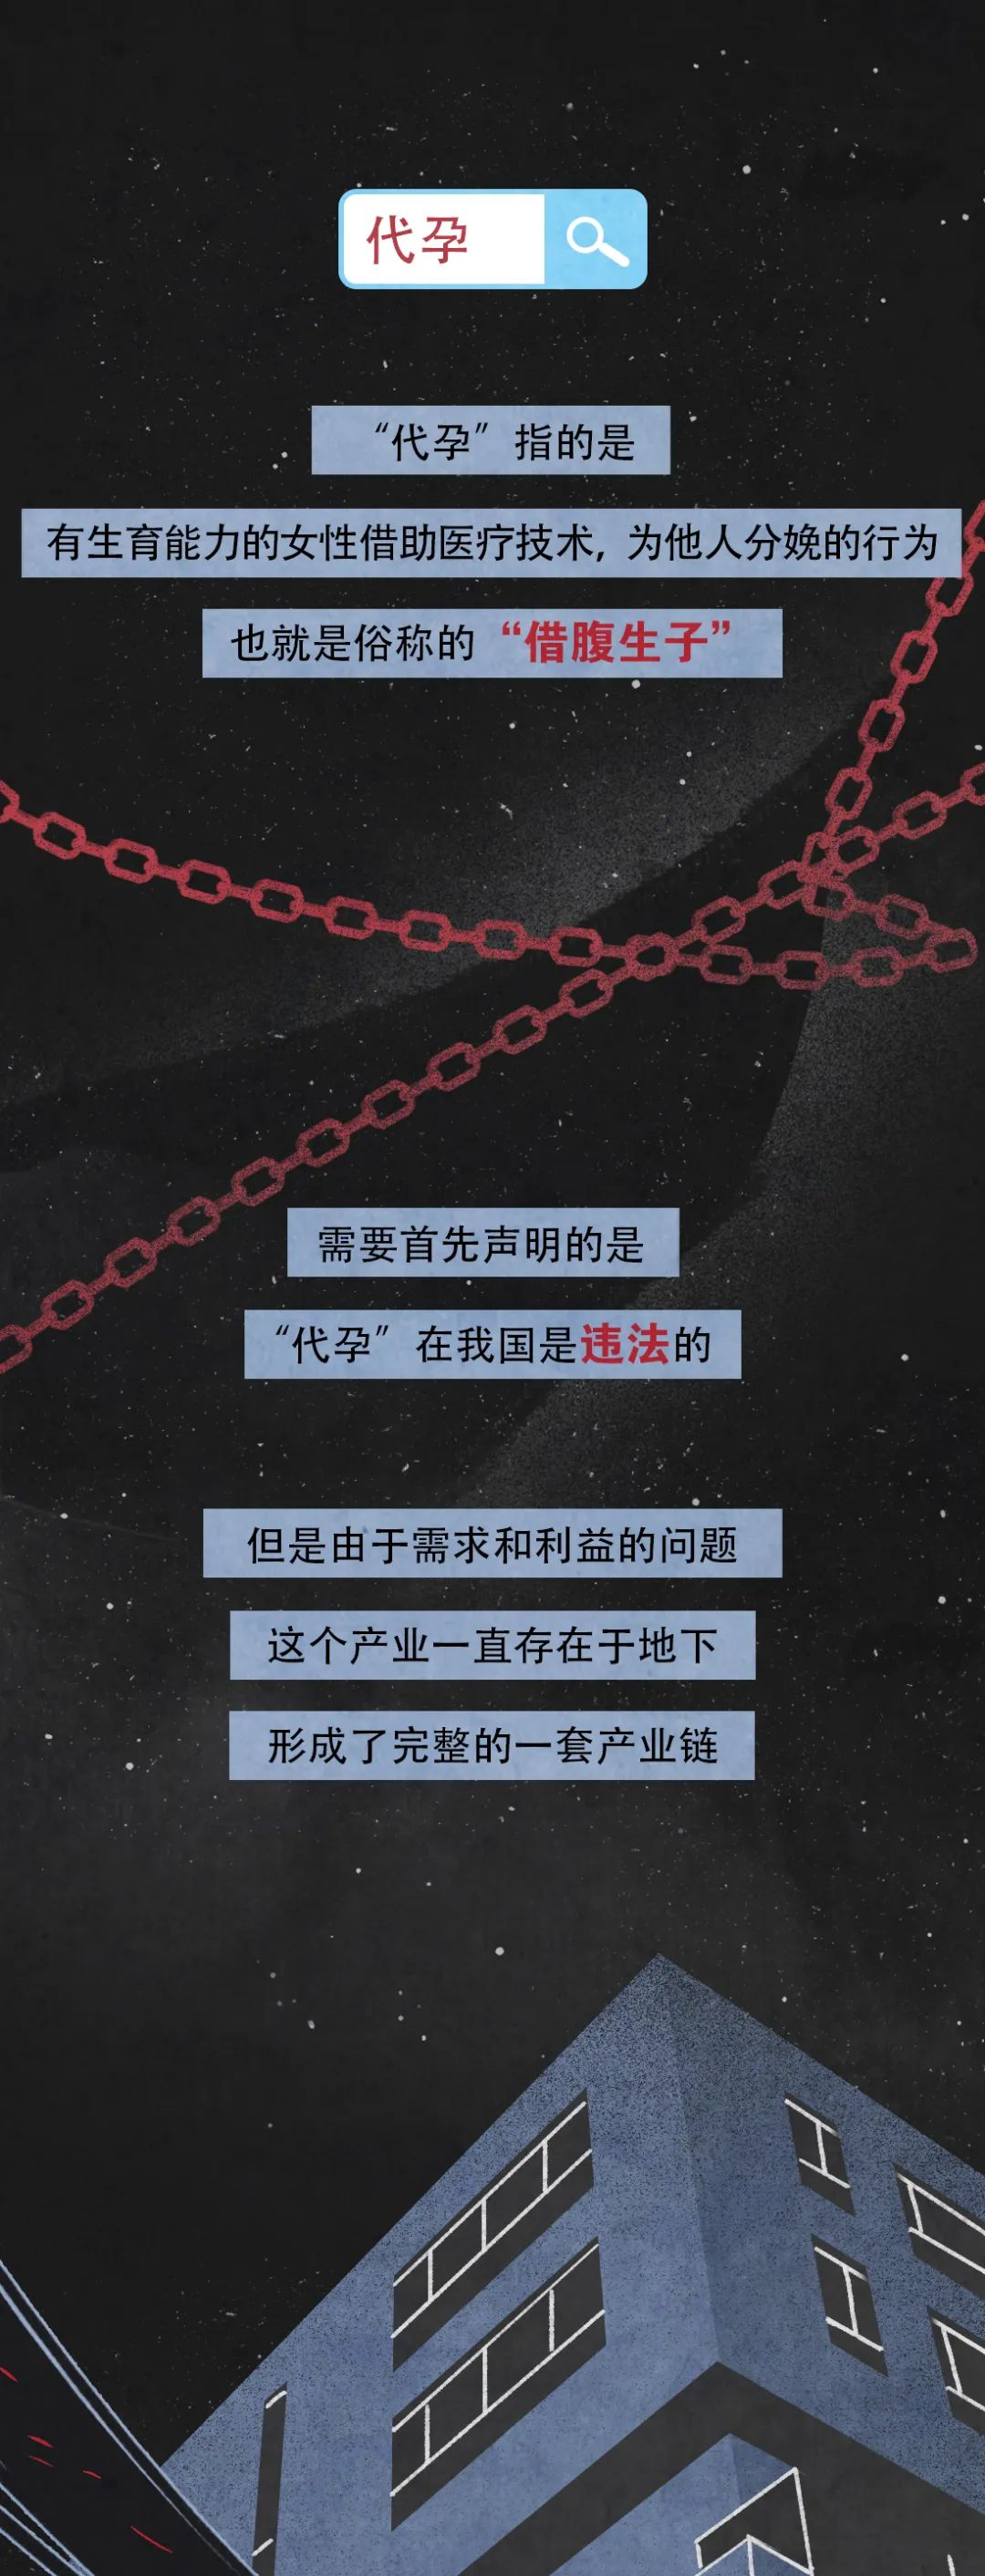 代孕
“代孕”指的是
有生育能力的女性借助医疗技术，为他人分娩的行为
也就是俗称的“借腹生子”
需要首先声明的是
“代孕”在我国是违法的
但是由于需求和利益的问题
这个产业一直存在于地下
形成了完整的一套产业链